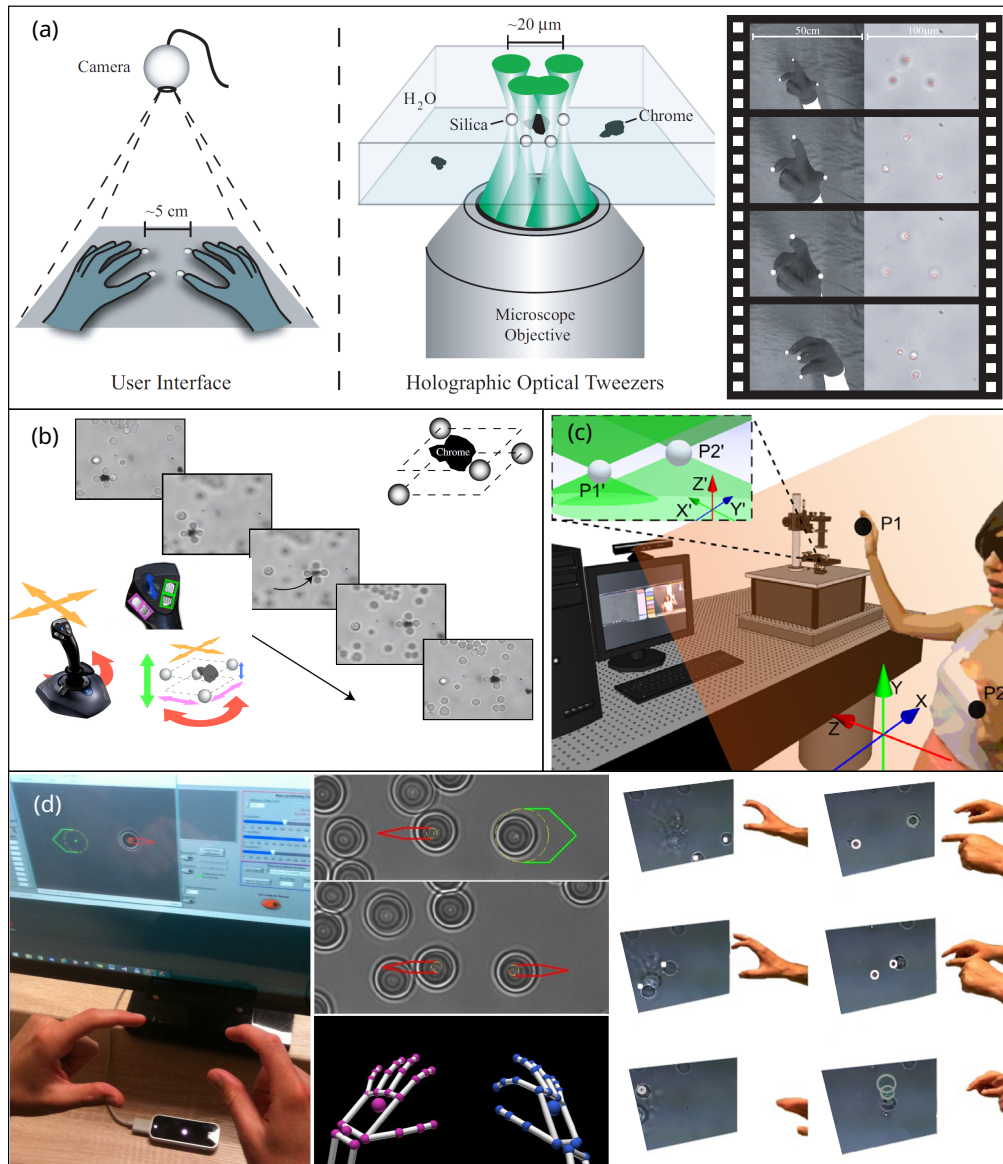 (a)
Camera
~5 cm
User Interface
~20 µm
H2O
Silica
Chrome
Microscope
Objective
Holographic Optical Tweezers
50cm
100µm
(b)
Chrome
(c)
P1'
P2'
Z'
X'
Y'
P1
P2
Y
X
Z
(d)